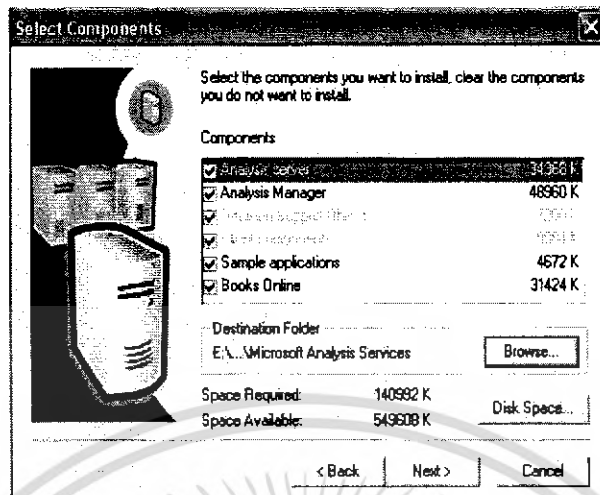 Select Components
Select the components you want to install, clear the components
you do not want to install.
Components
Analysis server
Analysis Manager 48960 K
Sample applications 4672 K
Books Online 31424 K
Destination Folder
E:\...\Microsoft Analysis Services Browse...
Space Required: 140992 K
Space Available: 549608 K Disk Space...
< Back Next > Cancel